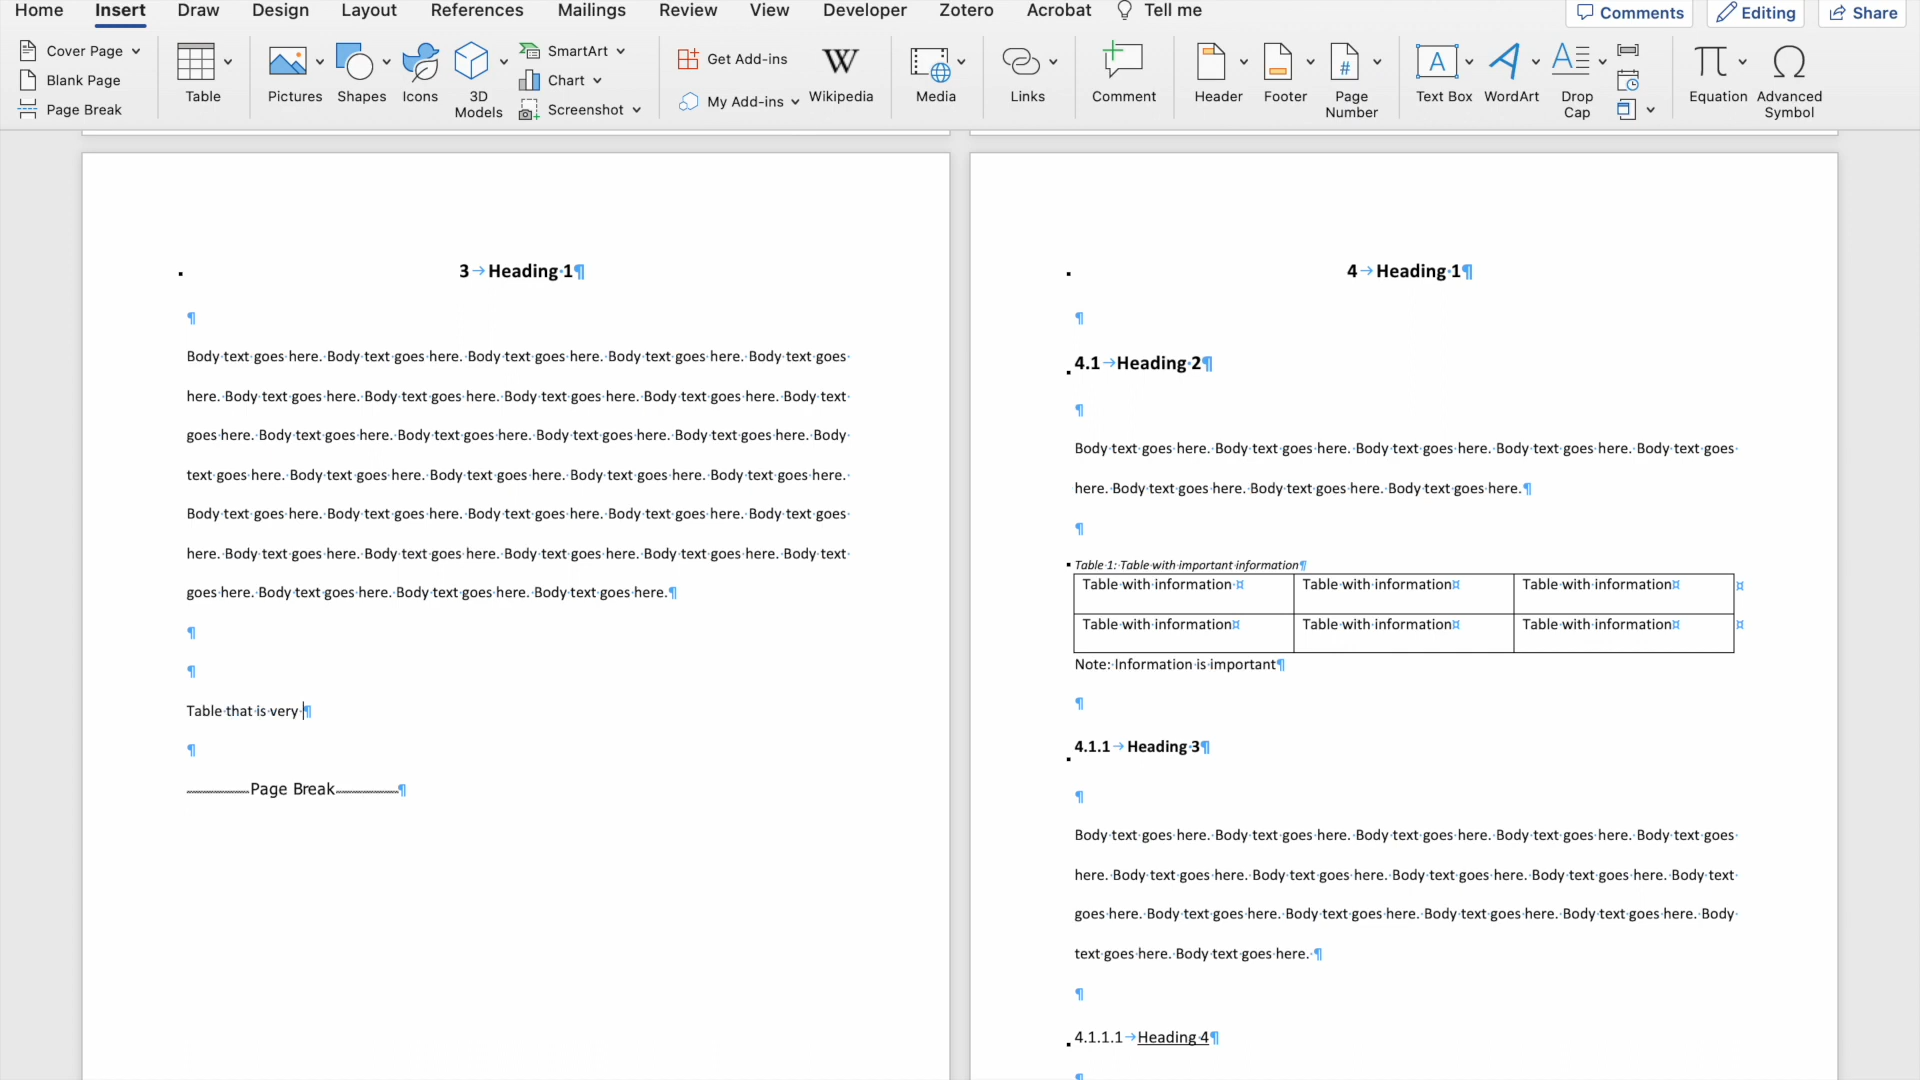 Home Insert Draw Design Layout References Mailings Review View Developer Zotero Acrobat Tell me Comments Editing Share
Cover Page
Blank Page
Page Break
Table
Pictures Shapes Icons 3D Models
SmartArt
Chart
Screenshot
Get Add-ins
My Add-ins
W
Wikipedia
Media
Links
Comment
Header Footer Page Number
Text Box WordArt Drop Cap
Equation Advanced Symbol
3 → Heading 1¶
¶
Body text goes here. Body text goes here. Body text goes here. Body text goes here. Body text goes
here. Body text goes here. Body text goes here. Body text goes here. Body text goes here. Body text
goes here. Body text goes here. Body text goes here. Body text goes here. Body text goes here. Body
text goes here. Body text goes here. Body text goes here. Body text goes here. Body text goes here.
Body text goes here. Body text goes here. Body text goes here. Body text goes here. Body text goes
here. Body text goes here. Body text goes here. Body text goes here. Body text goes here. Body text
goes here. Body text goes here. Body text goes here. Body text goes here.¶
¶
¶
Table that is very ¶
¶
Page Break¶
4 → Heading 1¶
¶
4.1 → Heading 2¶
¶
Body text goes here. Body text goes here. Body text goes here. Body text goes here. Body text goes
here. Body text goes here. Body text goes here. Body text goes here.¶
¶
Table 1: Table with important information¶
Table with information ¤ Table with information¤ Table with information¤ ¤
Table with information¤ Table with information¤ Table with information¤ ¤
Note: Information is important¶
¶
4.1.1 → Heading 3¶
¶
Body text goes here. Body text goes here. Body text goes here. Body text goes here. Body text goes
here. Body text goes here. Body text goes here. Body text goes here. Body text goes here. Body text
goes here. Body text goes here. Body text goes here. Body text goes here. Body text goes here. Body
text goes here. Body text goes here. ¶
¶
4.1.1.1 → Heading 4¶
¶